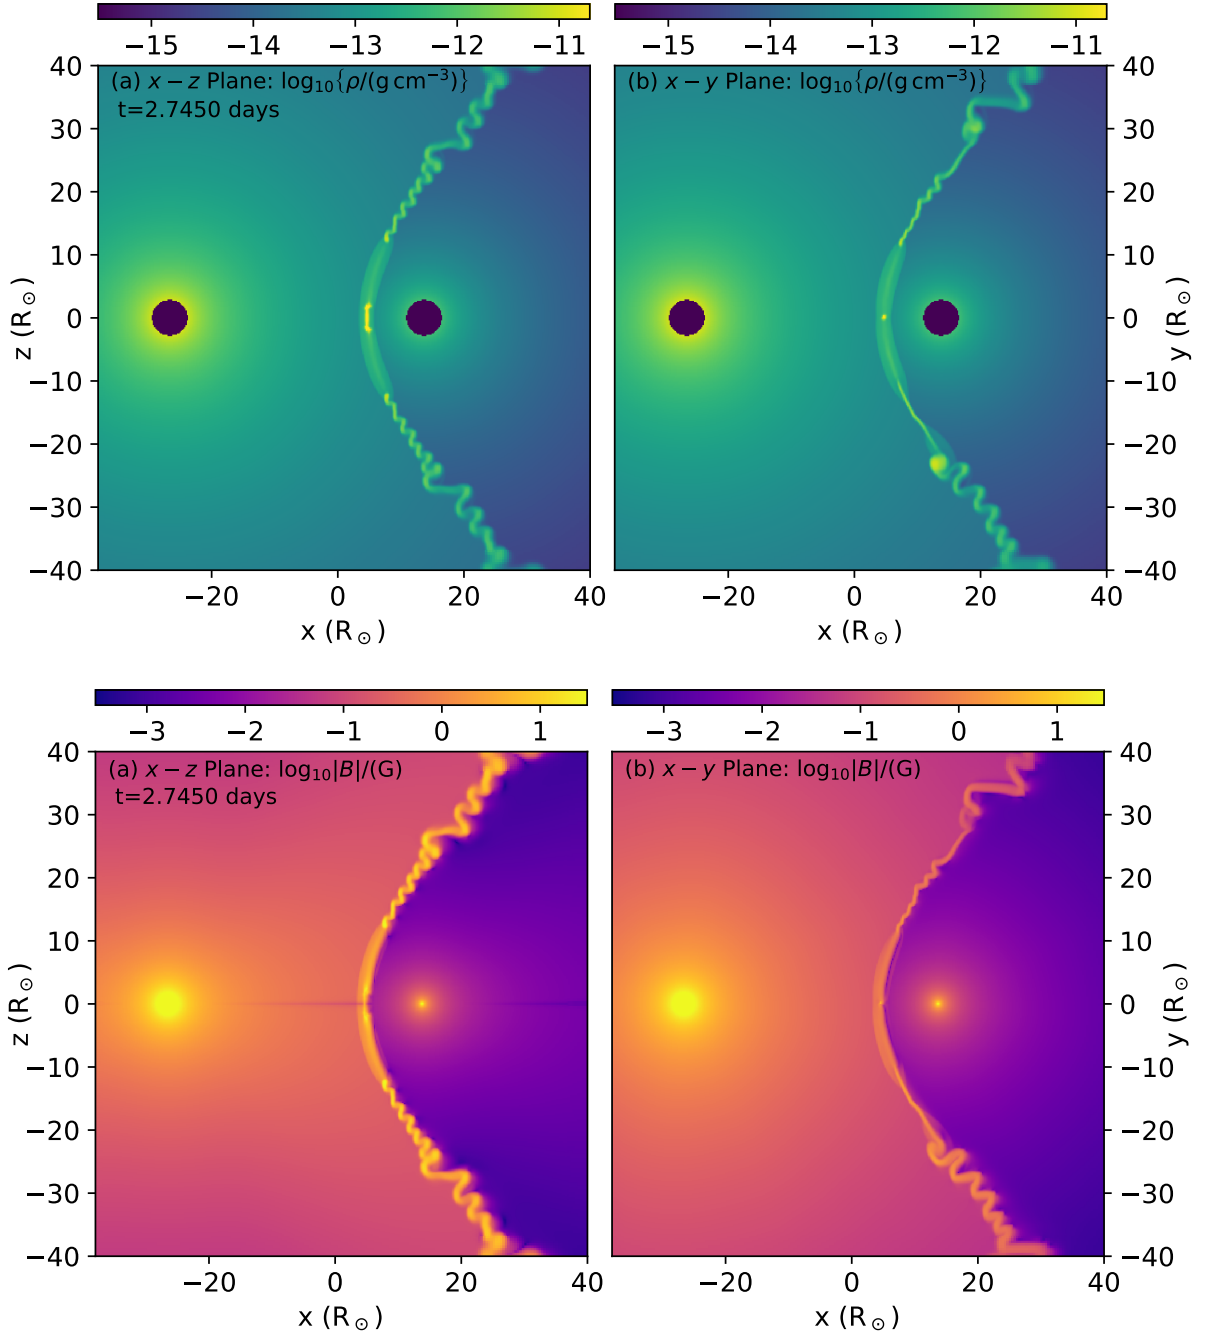 −15 −14 −13 −12 −11
−15 −14 −13 −12 −11
(a) x − z Plane: log₁₀{ρ/(g cm⁻³)}
t=2.7450 days
(b) x − y Plane: log₁₀{ρ/(g cm⁻³)}
40
30
20
10
0
−10
−20
−30
−40
z (R☉)
40
30
20
10
0
−10
−20
−30
−40
y (R☉)
−20 0 20 40
x (R☉)
−20 0 20 40
x (R☉)
−3 −2 −1 0 1
−3 −2 −1 0 1
(a) x − z Plane: log₁₀|B|/(G)
t=2.7450 days
(b) x − y Plane: log₁₀|B|/(G)
40
30
20
10
0
−10
−20
−30
−40
z (R☉)
40
30
20
10
0
−10
−20
−30
−40
y (R☉)
−20 0 20 40
x (R☉)
−20 0 20 40
x (R☉)